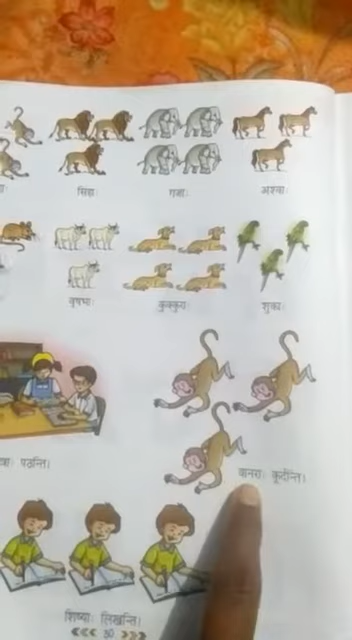 सिंहाः
गजाः
अश्वाः
वृषभाः
कुक्कुराः
शुकाः
पठन्ति।
वानराः कूर्दन्ति।
शिष्याः लिखन्ति।
30